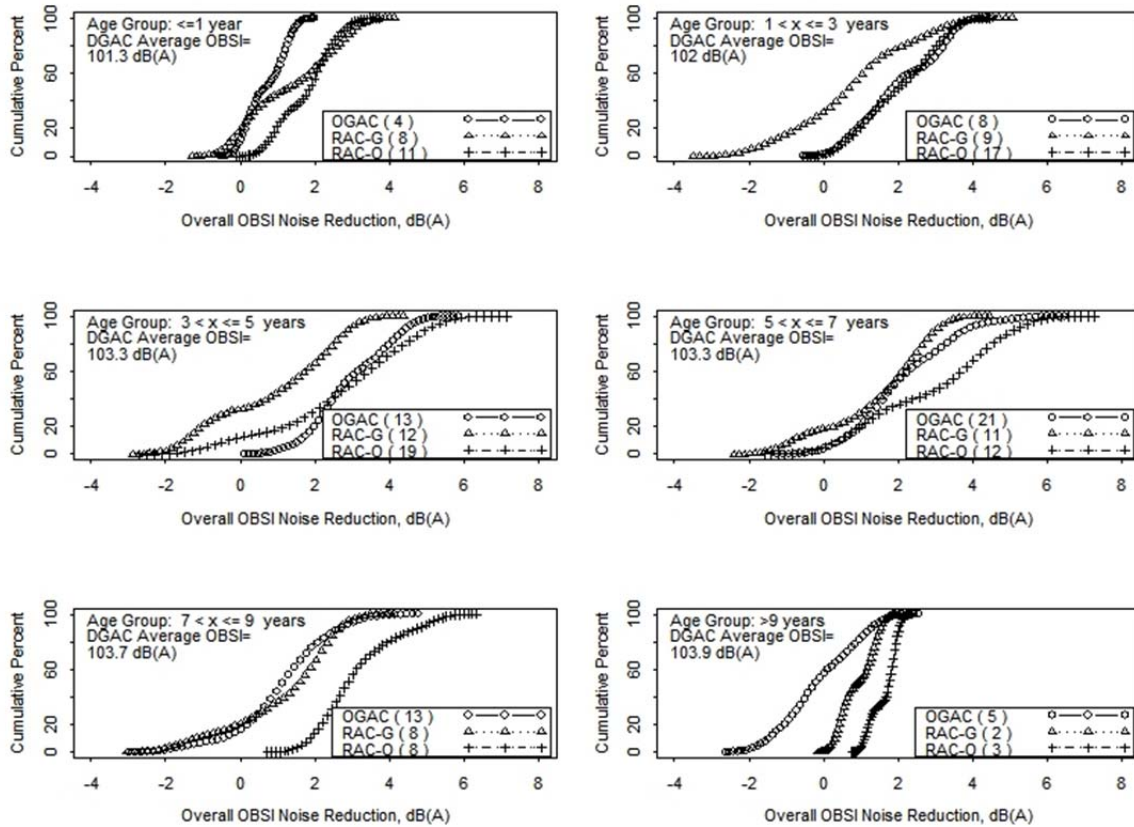 100
Age Group: <=1 year
DGAC Average OBSI=
101.3 dB(A)
Cumulative Percent
60
20
0
OGAC ( 4 )
RAC-G ( 8 )
RAC-O ( 11 )
-4 -2 0 2 4 6 8
Overall OBSI Noise Reduction, dB(A)
100
Age Group: 1 < x <= 3 years
DGAC Average OBSI=
102 dB(A)
Cumulative Percent
60
20
0
OGAC ( 8 )
RAC-G ( 9 )
RAC-O ( 17 )
-4 -2 0 2 4 6 8
Overall OBSI Noise Reduction, dB(A)
100
Age Group: 3 < x <= 5 years
DGAC Average OBSI=
103.3 dB(A)
Cumulative Percent
60
20
0
OGAC ( 13 )
RAC-G ( 12 )
RAC-O ( 19 )
-4 -2 0 2 4 6 8
Overall OBSI Noise Reduction, dB(A)
100
Age Group: 5 < x <= 7 years
DGAC Average OBSI=
103.3 dB(A)
Cumulative Percent
60
20
0
OGAC ( 21 )
RAC-G ( 11 )
RAC-O ( 12 )
-4 -2 0 2 4 6 8
Overall OBSI Noise Reduction, dB(A)
100
Age Group: 7 < x <= 9 years
DGAC Average OBSI=
103.7 dB(A)
Cumulative Percent
60
20
0
OGAC ( 13 )
RAC-G ( 8 )
RAC-O ( 8 )
-4 -2 0 2 4 6 8
Overall OBSI Noise Reduction, dB(A)
100
Age Group: >9 years
DGAC Average OBSI=
103.9 dB(A)
Cumulative Percent
60
20
0
OGAC ( 5 )
RAC-G ( 2 )
RAC-O ( 3 )
-4 -2 0 2 4 6 8
Overall OBSI Noise Reduction, dB(A)